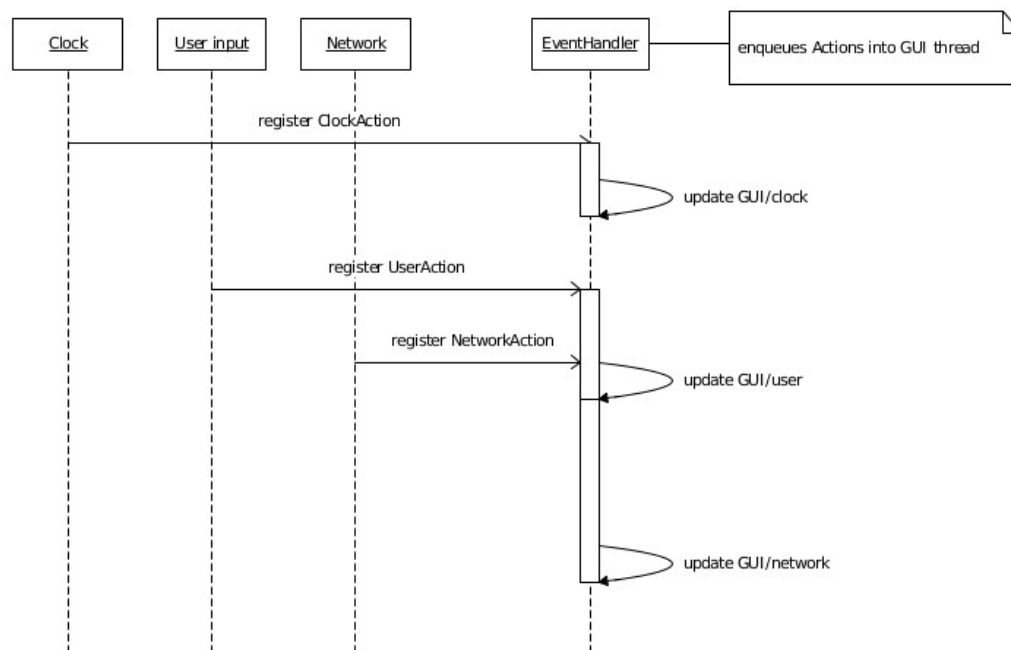 Clock
User input
Network
EventHandler
enqueues Actions into GUI thread
register ClockAction
update GUI/clock
register UserAction
register NetworkAction
update GUI/user
update GUI/network